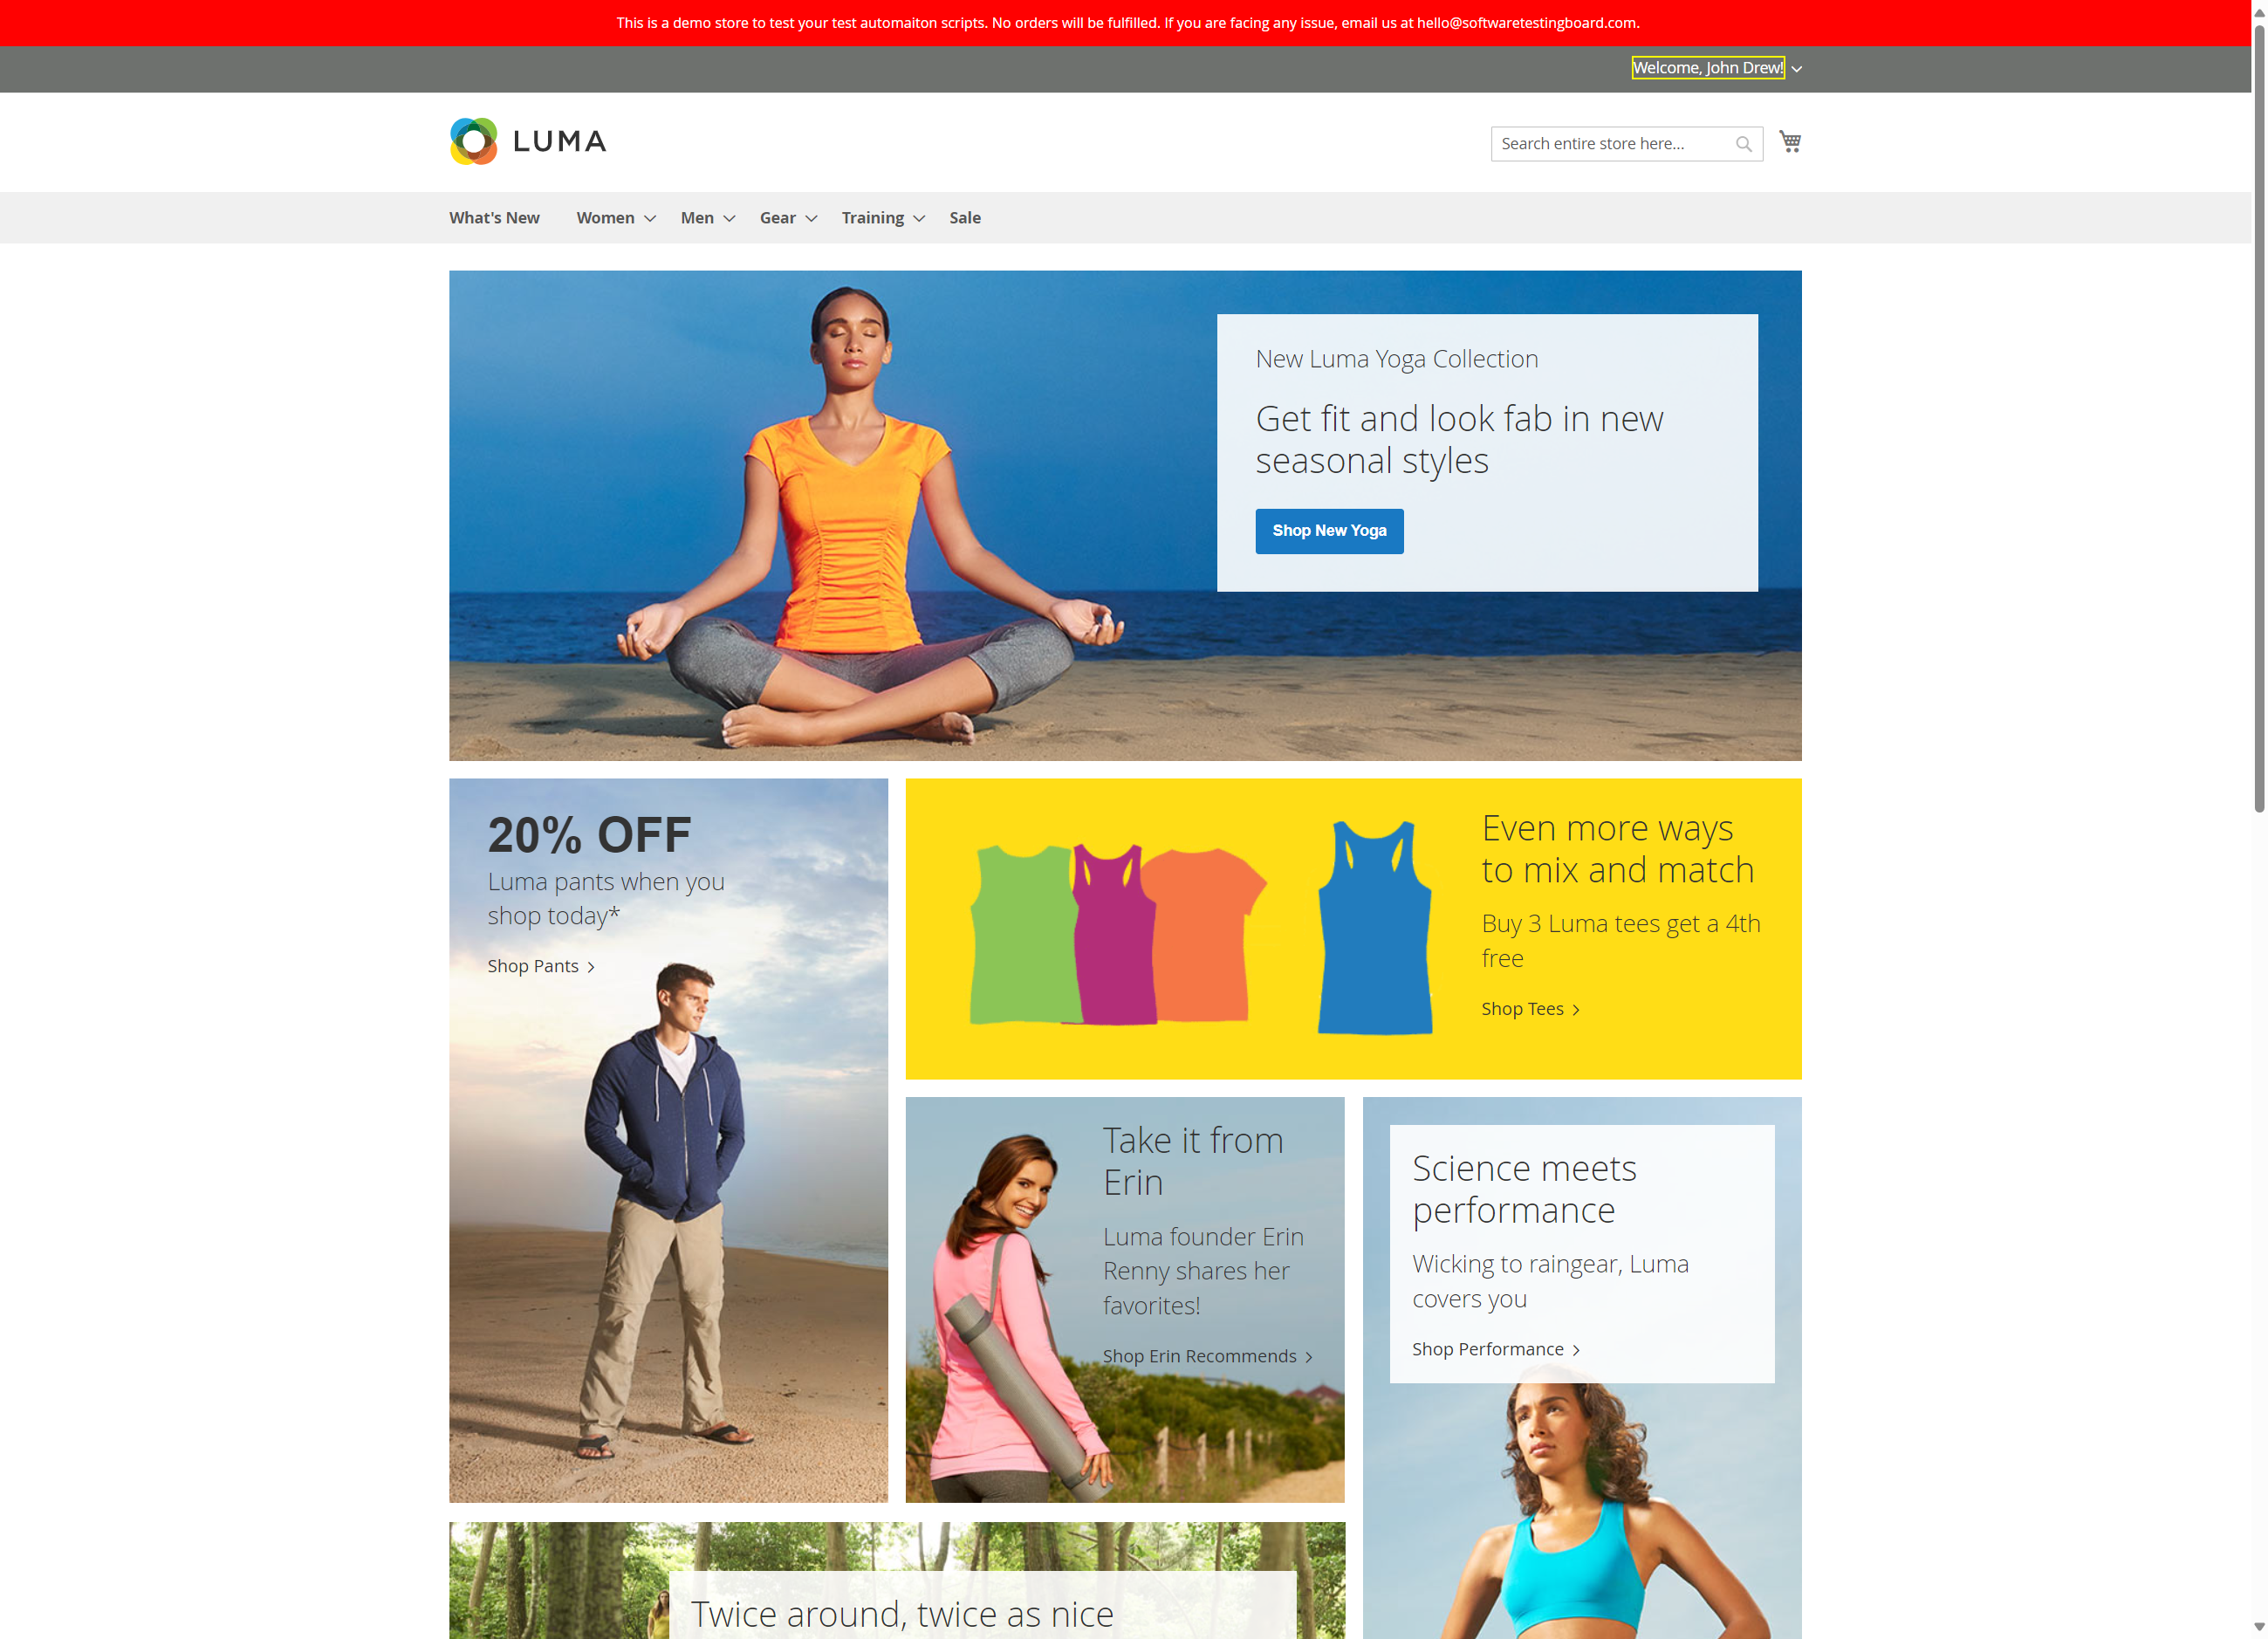 This is a demo store to test your test automaiton scripts. No orders will be fulfilled. If you are facing any issue, email us at hello@softwaretestingboard.com.
Welcome, John Drew!
LUMA
Search entire store here...
What's New Women Men Gear Training Sale
New Luma Yoga Collection
Get fit and look fab in new
seasonal styles
Shop New Yoga
20% OFF
Luma pants when you
shop today*
Shop Pants
Even more ways
to mix and match
Buy 3 Luma tees get a 4th
free
Shop Tees
Take it from
Erin
Luma founder Erin
Renny shares her
favorites!
Shop Erin Recommends
Science meets
performance
Wicking to raingear, Luma
covers you
Shop Performance
Twice around, twice as nice